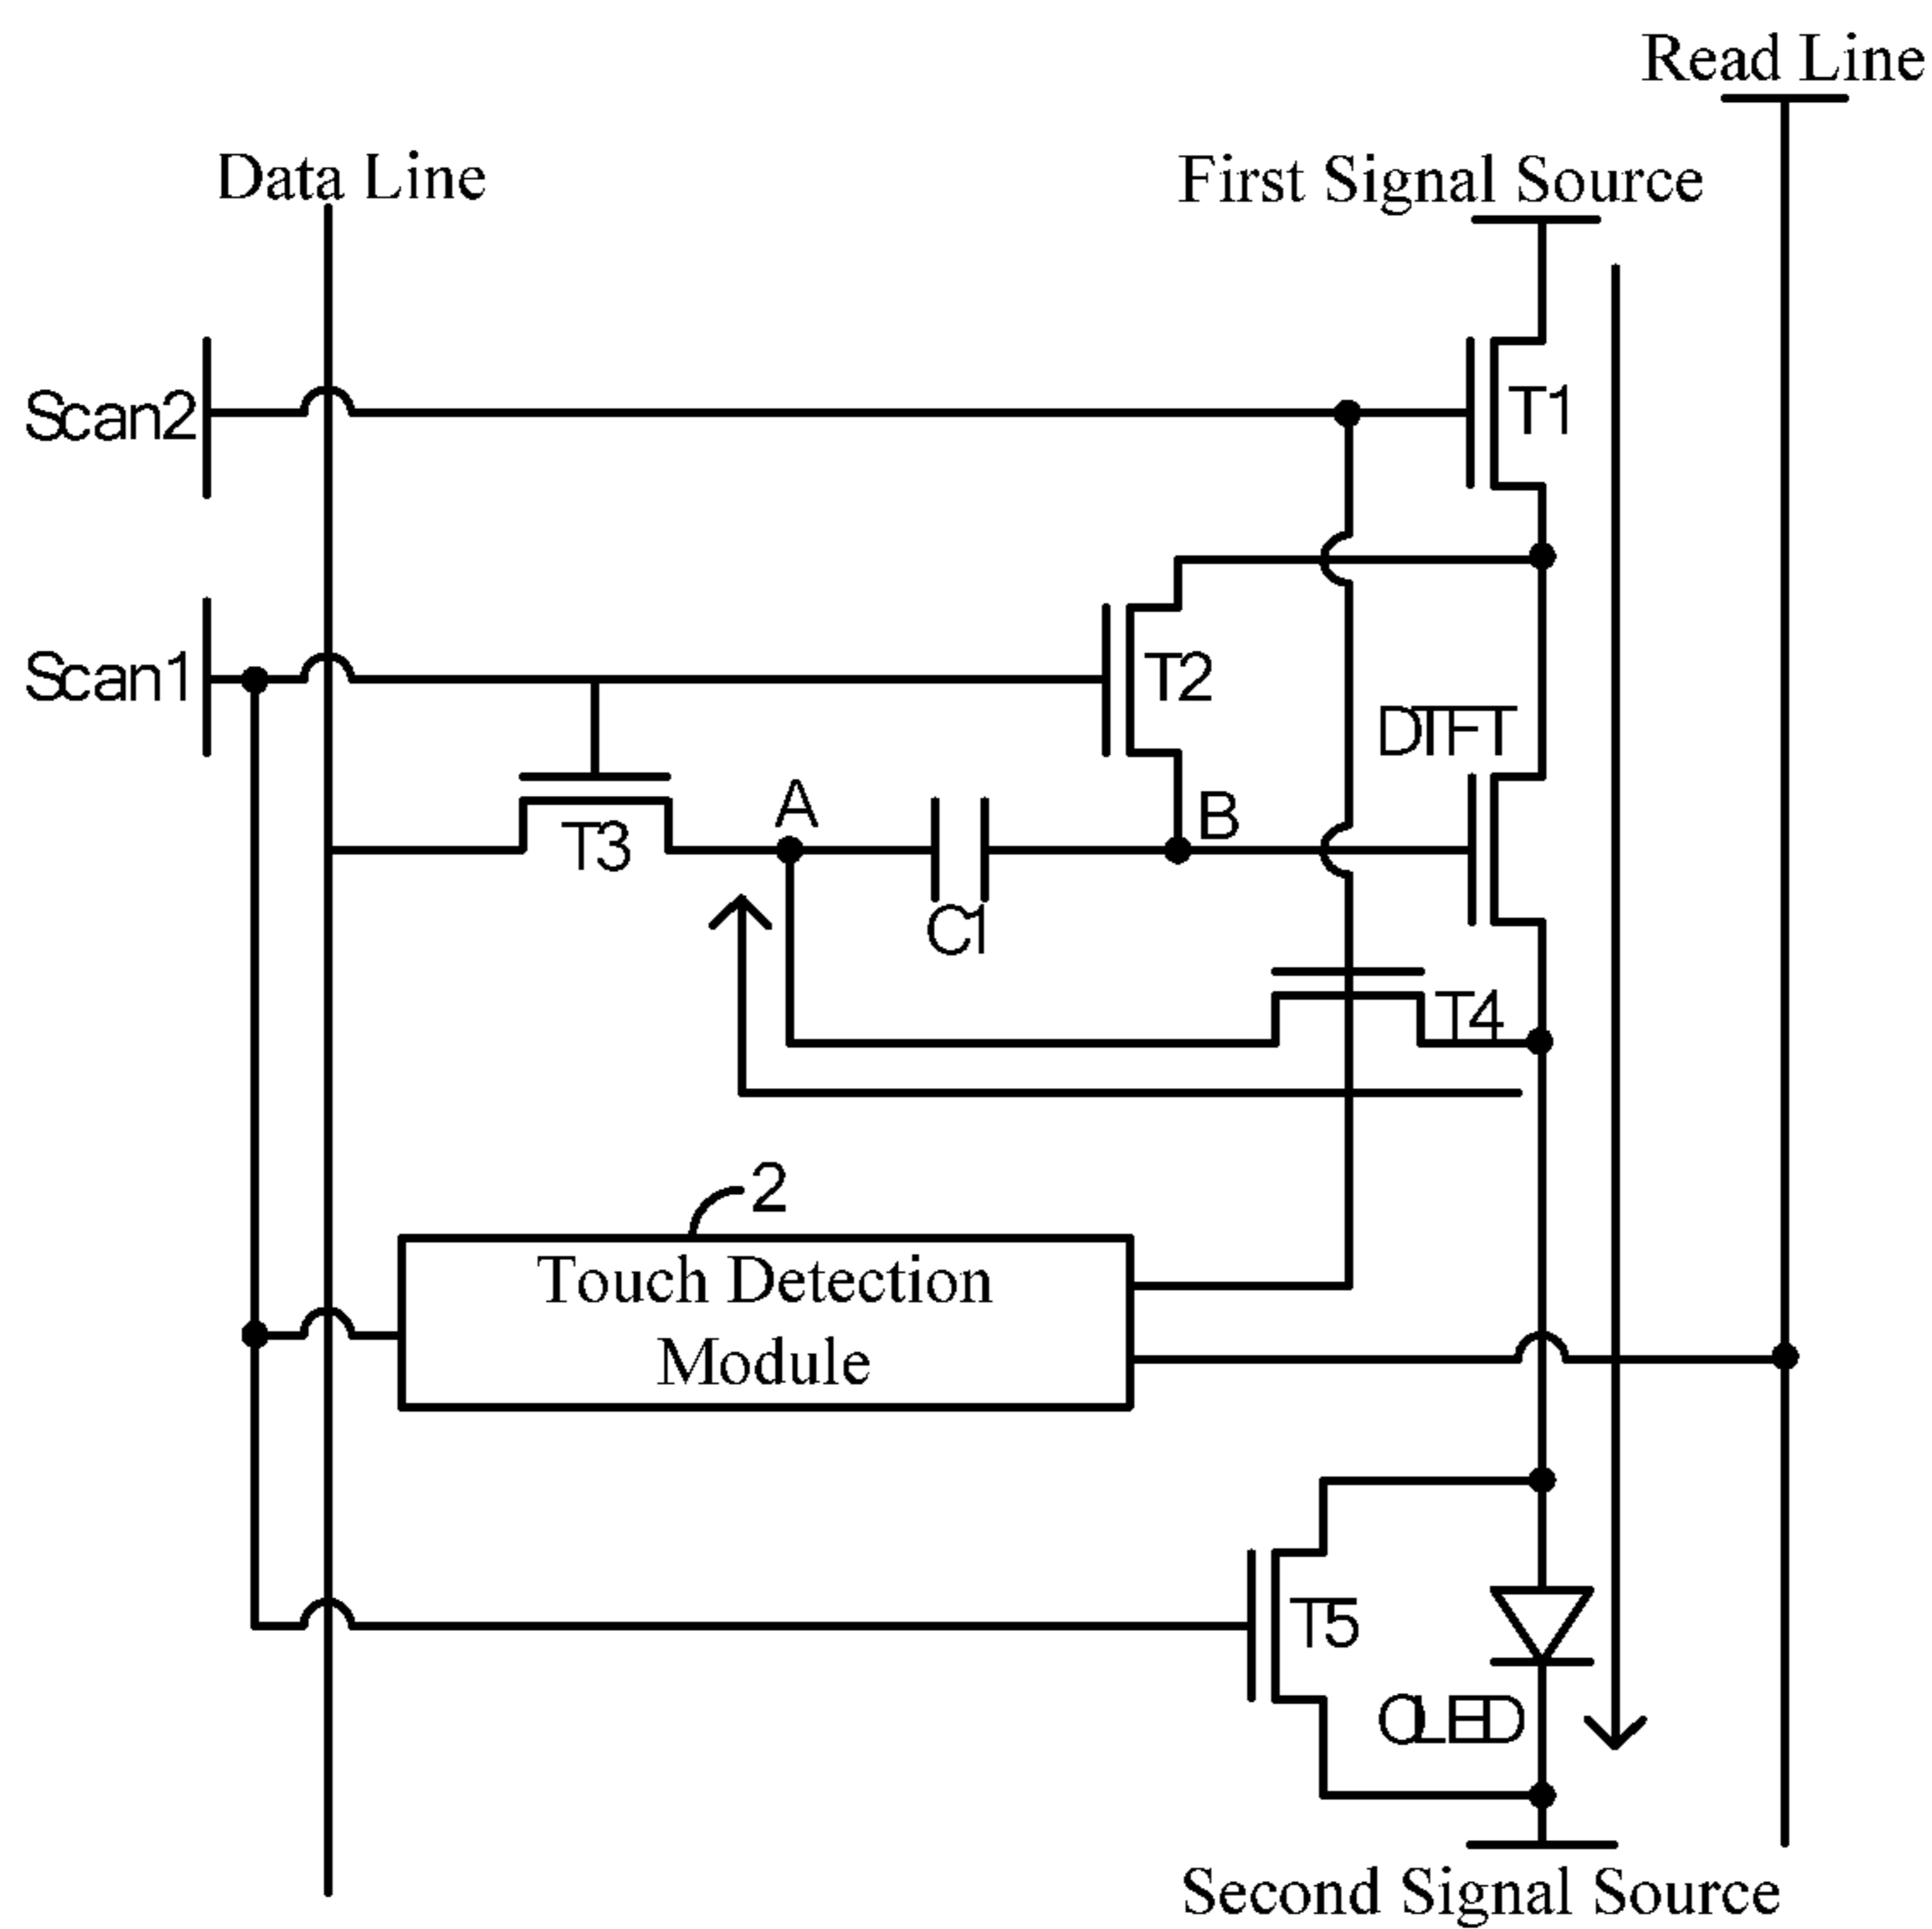 Read Line
Data Line
First Signal Source
Scan2
T1
Scan1
T2
DTFT
A
B
T3
C1
T4
2
Touch Detection
Module
T5
OLED
Second Signal Source